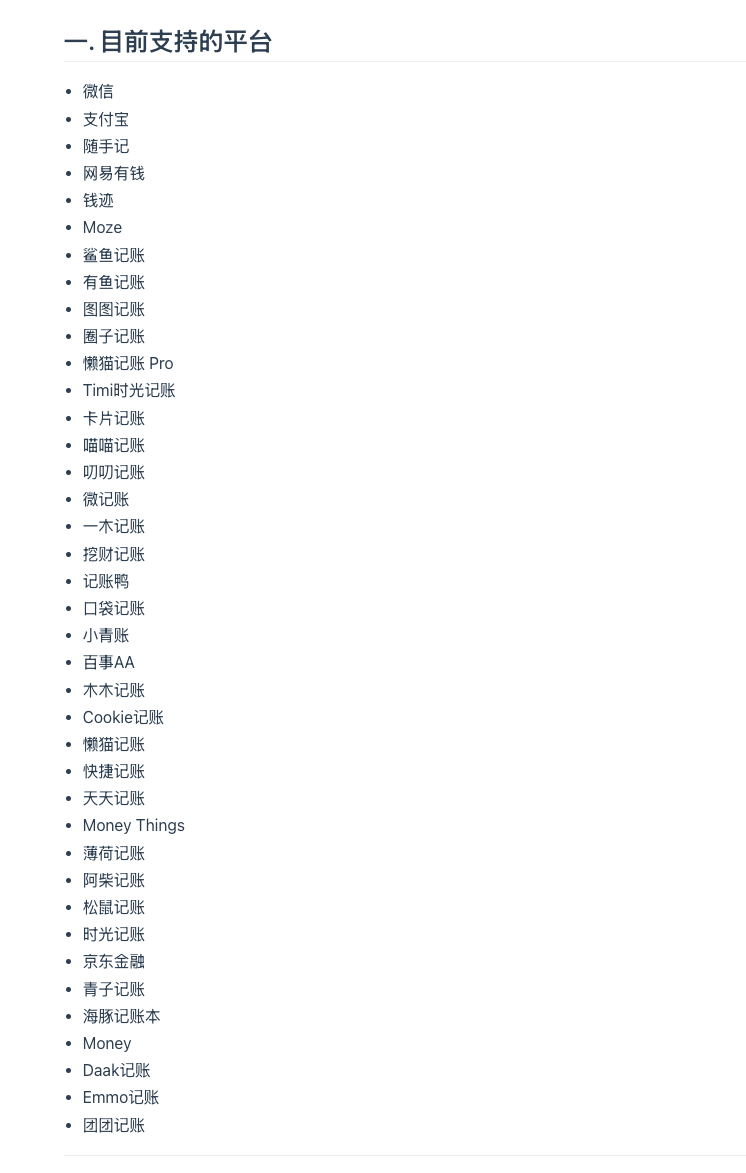 一. 目前支持的平台
微信
支付宝
随手记
网易有钱
钱迹
Moze
鲨鱼记账
有鱼记账
图图记账
圈子记账
懒猫记账 Pro
Timi时光记账
卡片记账
喵喵记账
叨叨记账
微记账
一木记账
挖财记账
记账鸭
口袋记账
小青账
百事AA
木木记账
Cookie记账
懒猫记账
快捷记账
天天记账
Money Things
薄荷记账
阿柴记账
松鼠记账
时光记账
京东金融
青子记账
海豚记账本
Money
Daak记账
Emmo记账
团团记账